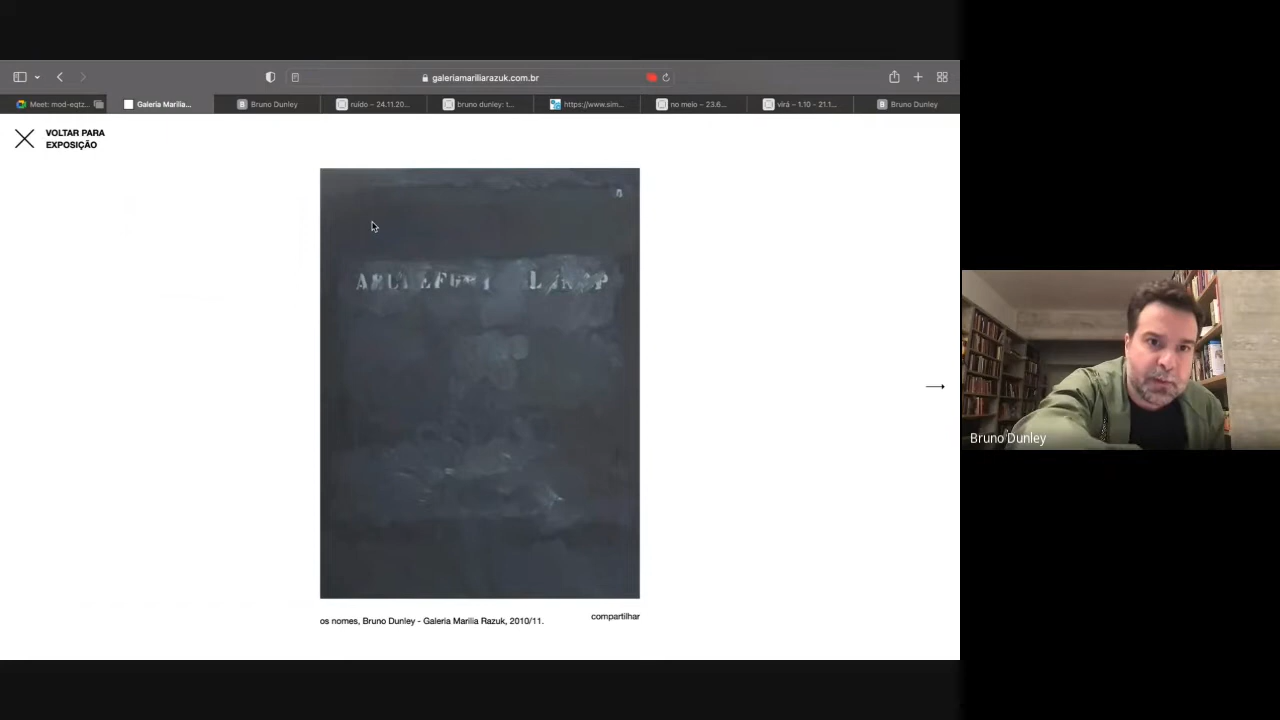 galeriamariliarazuk.com.br
Meet: mod-eqtz...
Galeria Marília...
Bruno Dunley
ruído – 24.11.20...
bruno dunley: t...
https://www.sim...
no meio – 23.6...
virá – 1.10 - 21.1...
Bruno Dunley
VOLTAR PARA
EXPOSIÇÃO
Bruno Dunley
compartilhar
os nomes, Bruno Dunley - Galeria Marilia Razuk, 2010/11.